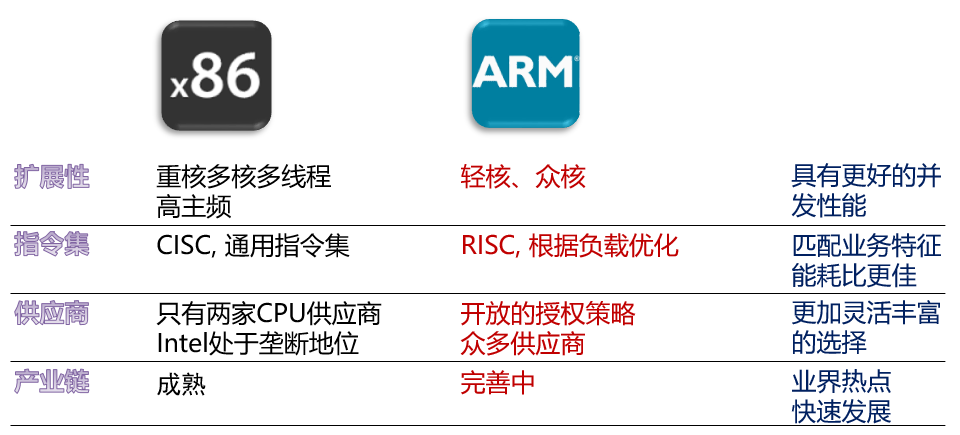 x86
ARM®
扩展性
重核多核多线程
高主频
轻核、众核
具有更好的并
发性能
指令集
CISC, 通用指令集
RISC, 根据负载优化
匹配业务特征
能耗比更佳
供应商
只有两家CPU供应商
Intel处于垄断地位
开放的授权策略
众多供应商
更加灵活丰富
的选择
产业链
成熟
完善中
业界热点
快速发展